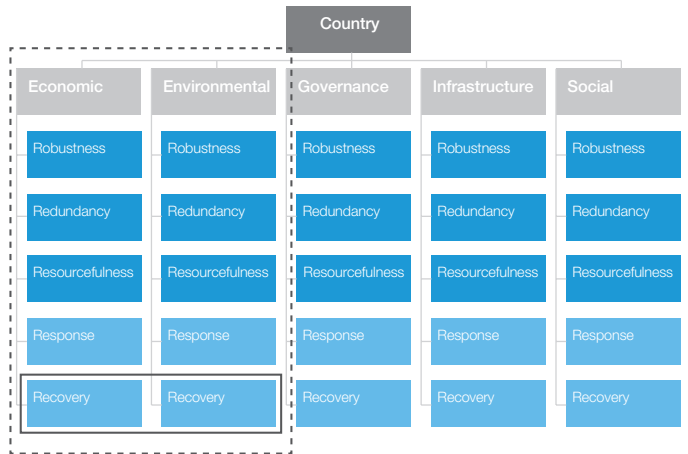 Country
Economic Environmental Governance Infrastructure Social
Robustness Robustness Robustness Robustness Robustness
Redundancy Redundancy Redundancy Redundancy Redundancy
Resourcefulness Resourcefulness Resourcefulness Resourcefulness Resourcefulness
Response Response Response Response Response
Recovery Recovery Recovery Recovery Recovery